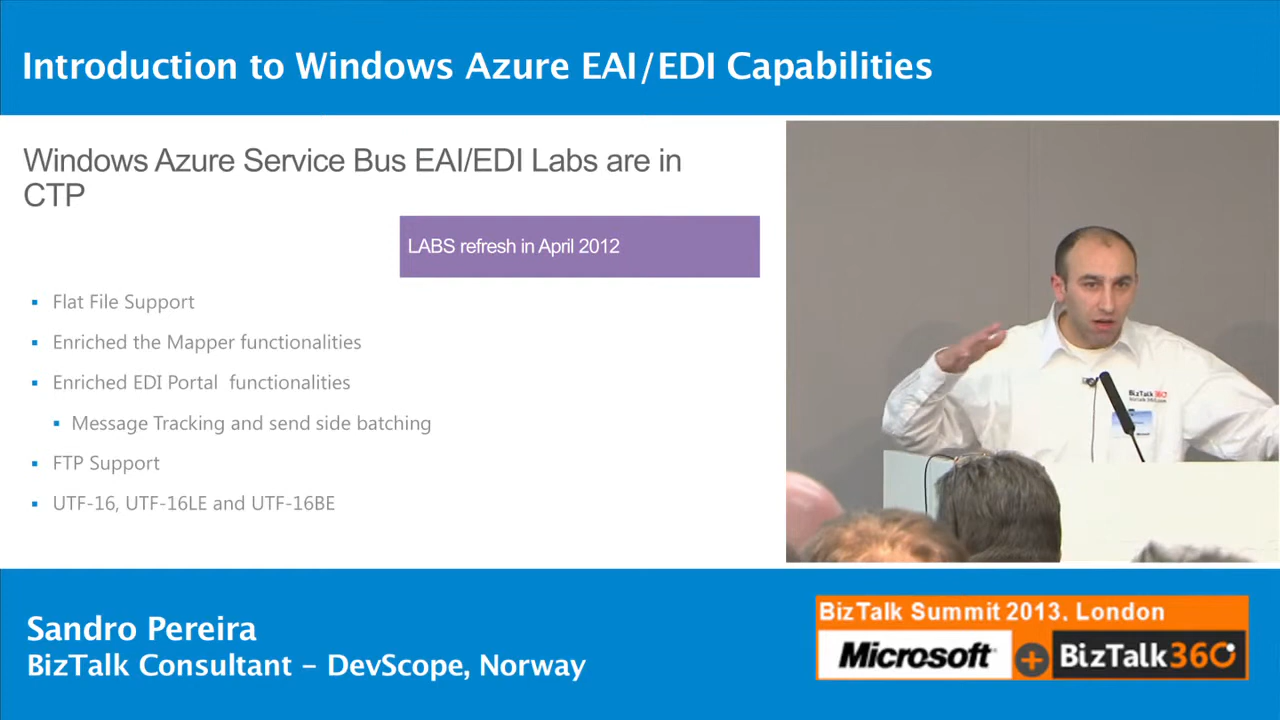 Introduction to Windows Azure EAI/EDI Capabilities
Windows Azure Service Bus EAI/EDI Labs are in
CTP
LABS refresh in April 2012
Flat File Support
Enriched the Mapper functionalities
Enriched EDI Portal functionalities
Message Tracking and send side batching
FTP Support
UTF-16, UTF-16LE and UTF-16BE
BizTalk 360
Sandro Pereira
BizTalk Consultant – DevScope, Norway
BizTalk Summit 2013, London
Microsoft + BizTalk360